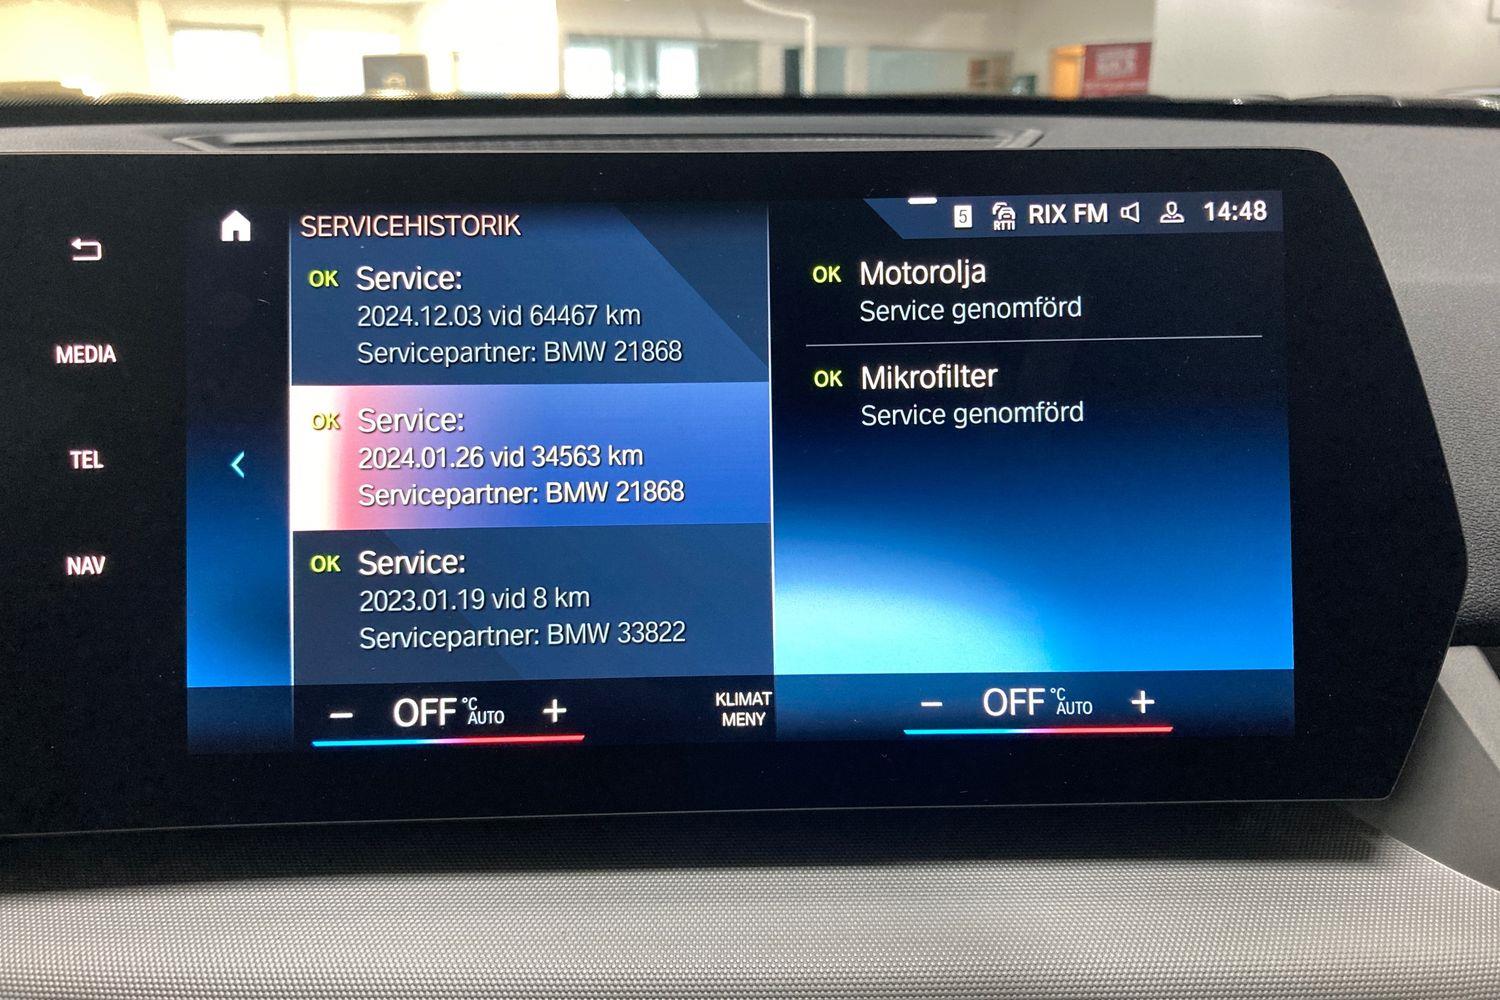 SERVICEHISTORIK
OK Service:
2024.12.03 vid 64467 km
Servicepartner: BMW 21868
OK Service:
2024.01.26 vid 34563 km
Servicepartner: BMW 21868
OK Service:
2023.01.19 vid 8 km
Servicepartner: BMW 33822
5 RTTI RIX FM 14:48
OK Motorolja
Service genomförd
OK Mikrofilter
Service genomförd
MEDIA
TEL
NAV
− OFF °C AUTO +
KLIMAT
MENY
− OFF °C AUTO +